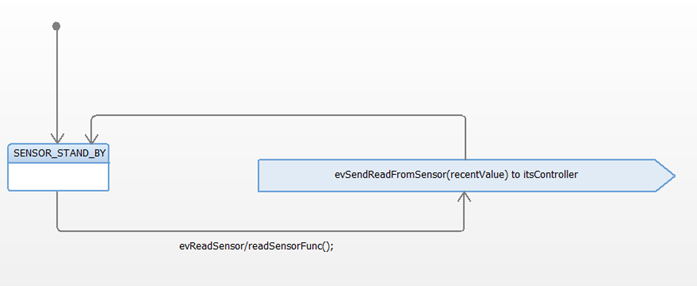 SENSOR_STAND_BY
evSendReadFromSensor(recentValue) to itsController
evReadSensor/readSensorFunc();